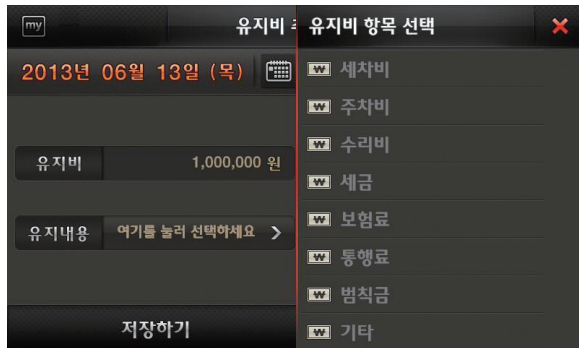 my
유지비
2013년 06월 13일 (목)
유지비 1,000,000 원
유지내용 여기를 눌러 선택하세요 >
저장하기
유지비 항목 선택
₩ 세차비
₩ 주차비
₩ 수리비
₩ 세금
₩ 보험료
₩ 통행료
₩ 범칙금
₩ 기타